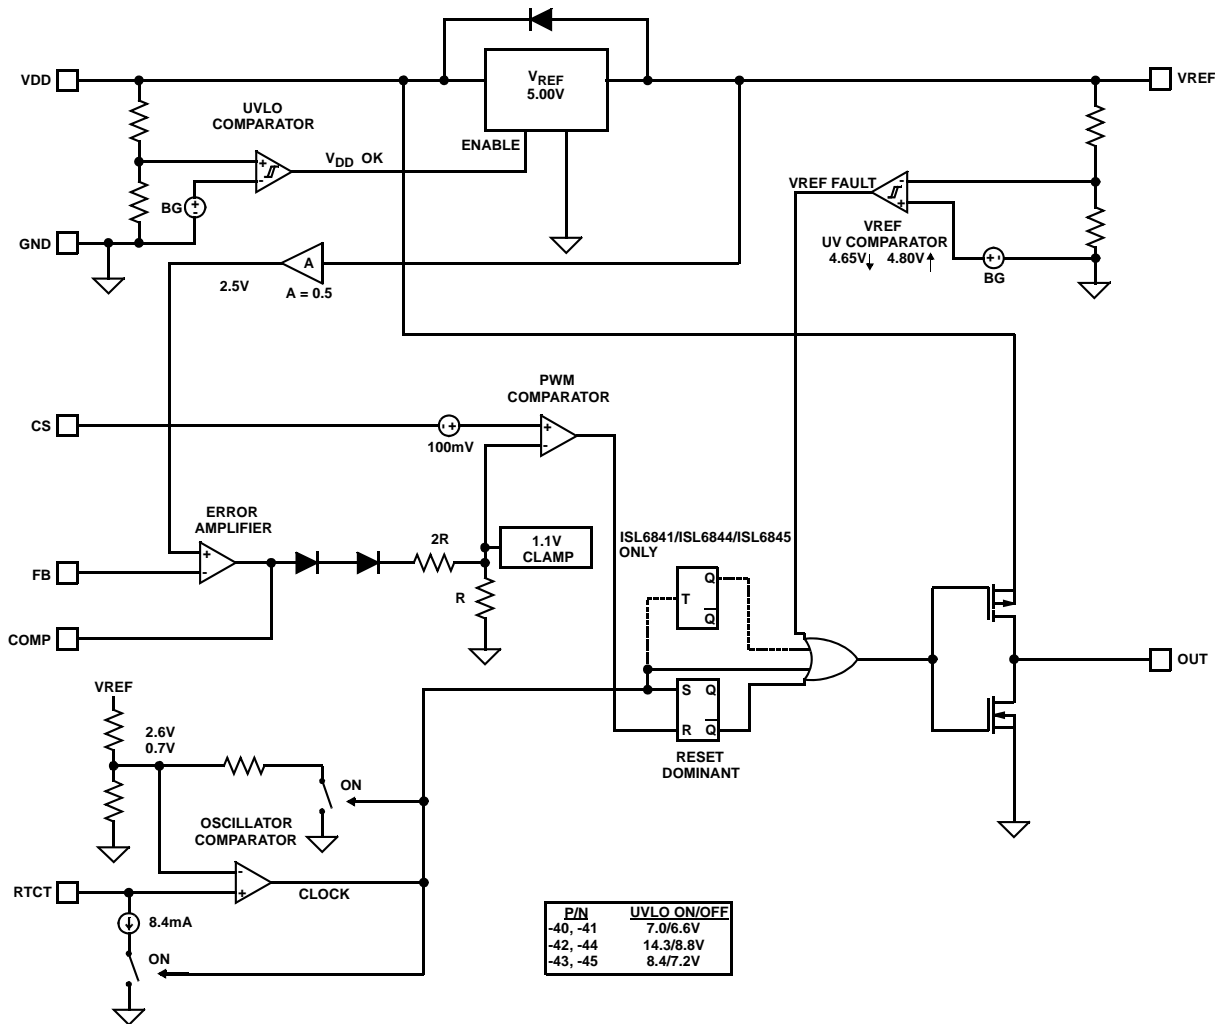 VDD
VREF
5.00V
VREF
UVLO
COMPARATOR
ENABLE
+
-
VDD OK
BG
+
-
GND
VREF FAULT
-
+
VREF
UV COMPARATOR
4.65V 4.80V
- +
BG
A
2.5V
A = 0.5
PWM
COMPARATOR
CS
- +
100mV
+
-
ERROR
AMPLIFIER
+
-
FB
COMP
2R
R
1.1V
CLAMP
ISL6841/ISL6844/ISL6845
ONLY
Q
T
Q
S Q
R Q
RESET
DOMINANT
OUT
VREF
2.6V
0.7V
ON
OSCILLATOR
COMPARATOR
-
+
RTCT
CLOCK
8.4mA
ON
P/N UVLO ON/OFF
-40, -41 7.0/6.6V
-42, -44 14.3/8.8V
-43, -45 8.4/7.2V